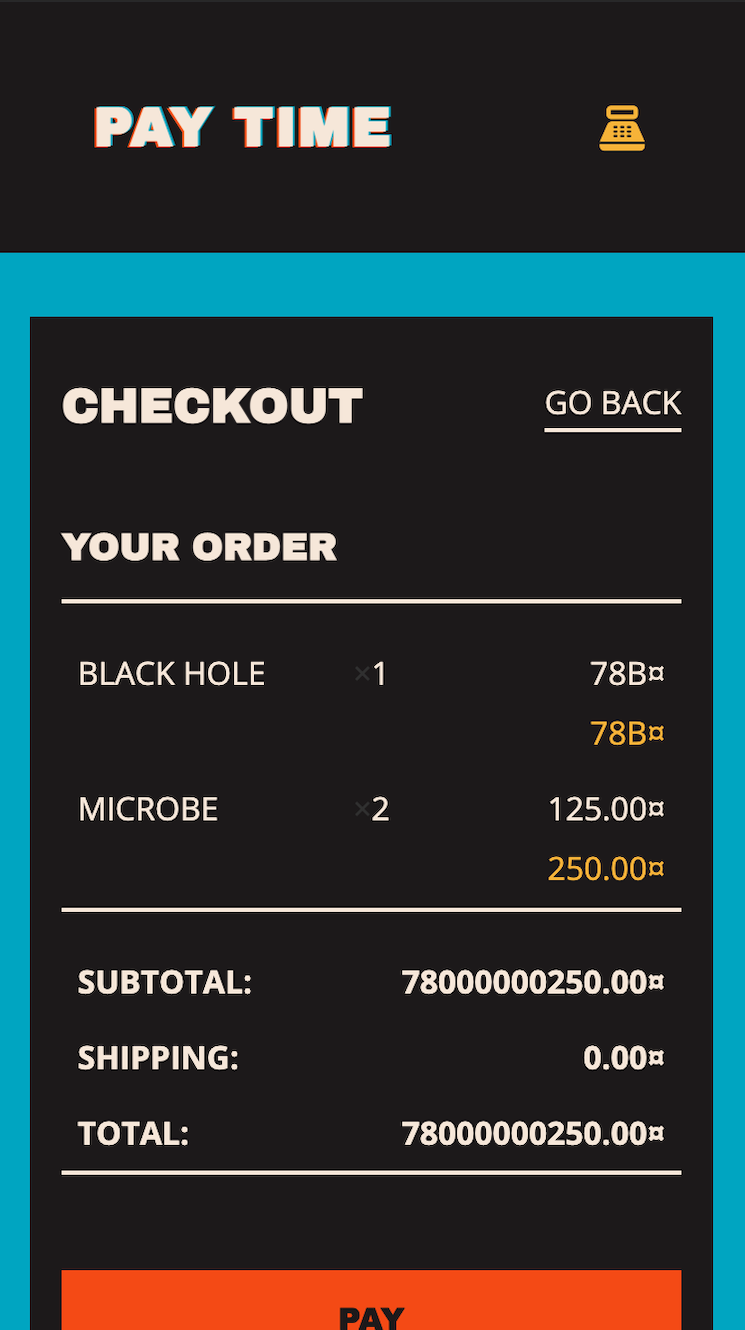 PAY TIME
CHECKOUT GO BACK
YOUR ORDER
BLACK HOLE ×1 78B¤
78B¤
MICROBE ×2 125.00¤
250.00¤
SUBTOTAL: 78000000250.00¤
SHIPPING: 0.00¤
TOTAL: 78000000250.00¤
PAY